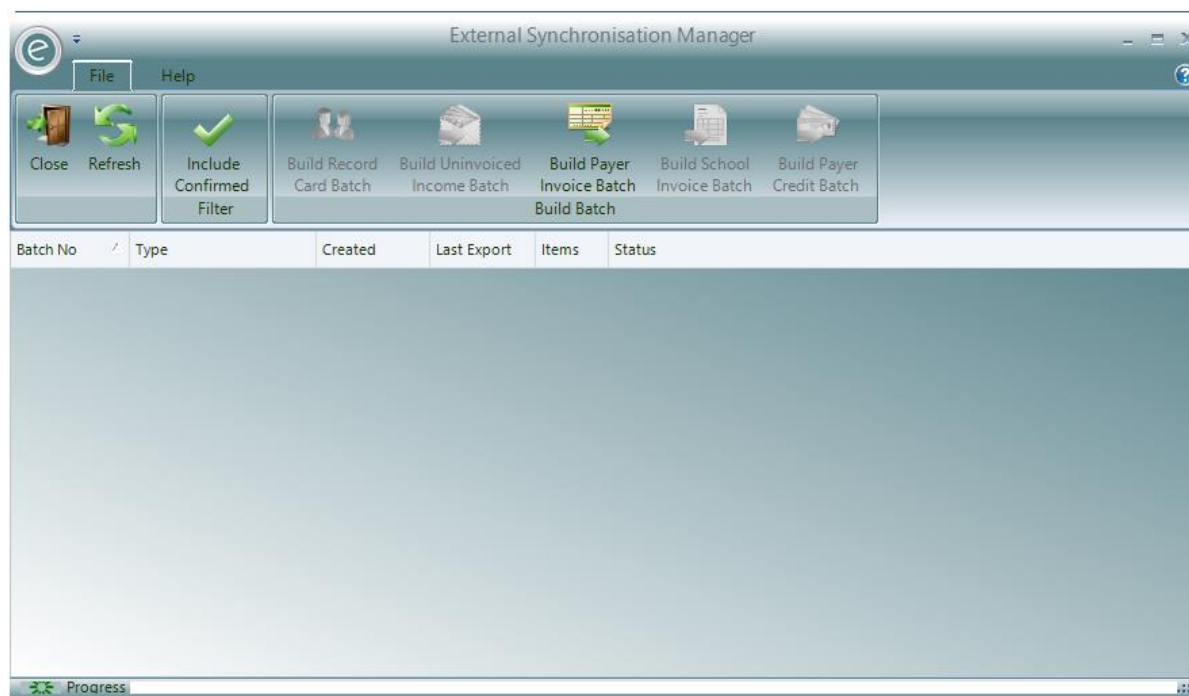 External Synchronisation Manager
e
File Help
Close Refresh Include Confirmed Build Record Card Batch Build Uninvoiced Income Batch Build Payer Invoice Batch Build School Invoice Batch Build Payer Credit Batch
Filter Build Batch
Batch No Type Created Last Export Items Status
Progress